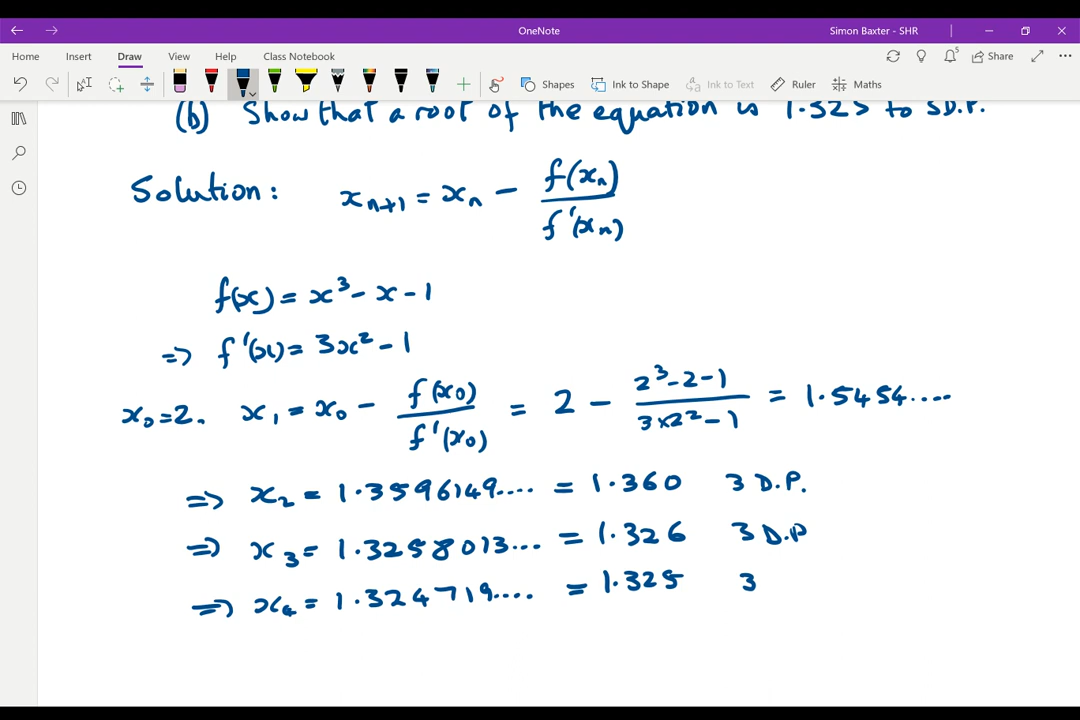 OneNote
Simon Baxter - SHR
Home Insert Draw View Help Class Notebook
5 Share
Shapes Ink to Shape Ink to Text Ruler Maths
(b) Show that a root of the equation is 1.325 to 3D.P.
Solution: xₙ₊₁ = xₙ − f(xₙ)/f'(xₙ)
f(x) = x³ − x − 1
=> f'(x) = 3x² − 1
x₀=2. x₁ = x₀ − f(x₀)/f'(x₀) = 2 − (2³−2−1)/(3×2²−1) = 1.5454....
=> x₂ = 1.3596149.... = 1.360 3 D.P.
=> x₃ = 1.3258013... = 1.326 3 D.P
=> x₄ = 1.324719.... = 1.325 3